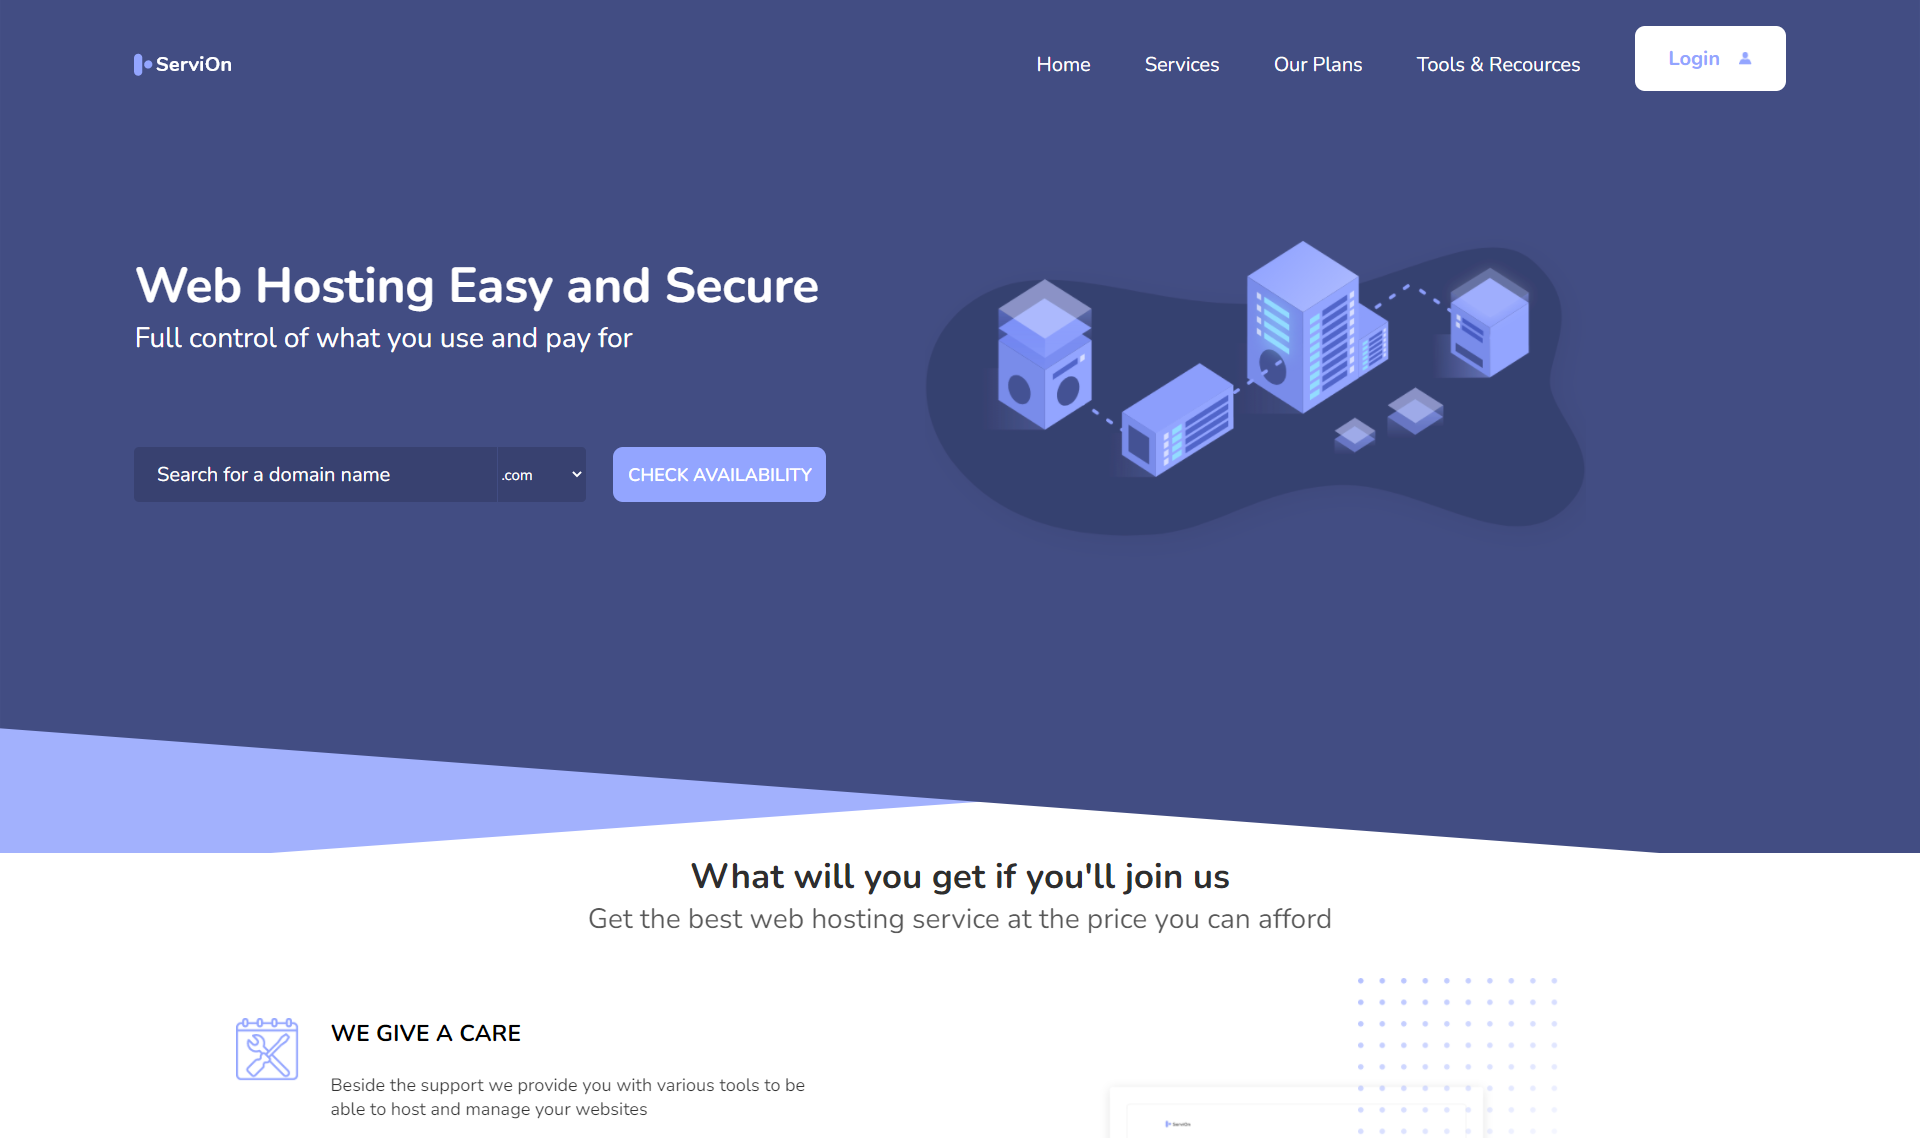 ServiOn
Home
Services
Our Plans
Tools & Recources
Login
Web Hosting Easy and Secure
Full control of what you use and pay for
Search for a domain name
.com
CHECK AVAILABILITY
What will you get if you'll join us
Get the best web hosting service at the price you can afford
WE GIVE A CARE
Beside the support we provide you with various tools to be
able to host and manage your websites
ServiOn